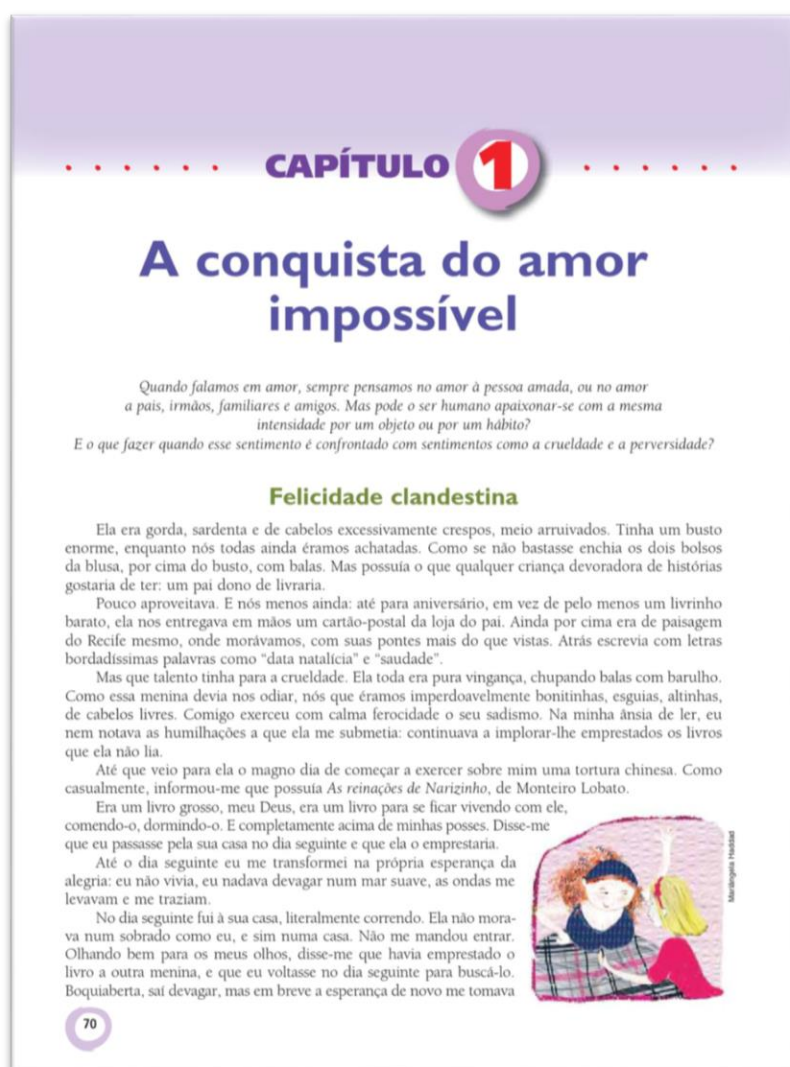 CAPÍTULO 1
A conquista do amor
impossível
Quando falamos em amor, sempre pensamos no amor à pessoa amada, ou no amor
a pais, irmãos, familiares e amigos. Mas pode o ser humano apaixonar-se com a mesma
intensidade por um objeto ou por um hábito?
E o que fazer quando esse sentimento é confrontado com sentimentos como a crueldade e a perversidade?
Felicidade clandestina
Ela era gorda, sardenta e de cabelos excessivamente crespos, meio arruivados. Tinha um busto
enorme, enquanto nós todas ainda éramos achatadas. Como se não bastasse enchia os dois bolsos
da blusa, por cima do busto, com balas. Mas possuía o que qualquer criança devoradora de histórias
gostaria de ter: um pai dono de livraria.
Pouco aproveitava. E nós menos ainda: até para aniversário, em vez de pelo menos um livrinho
barato, ela nos entregava em mãos um cartão-postal da loja do pai. Ainda por cima era de paisagem
do Recife mesmo, onde morávamos, com suas pontes mais do que vistas. Atrás escrevia com letras
bordadíssimas palavras como “data natalícia” e “saudade”.
Mas que talento tinha para a crueldade. Ela toda era pura vingança, chupando balas com barulho.
Como essa menina devia nos odiar, nós que éramos imperdoavelmente bonitinhas, esguias, altinhas,
de cabelos livres. Comigo exerceu com calma ferocidade o seu sadismo. Na minha ânsia de ler, eu
nem notava as humilhações a que ela me submetia: continuava a implorar-lhe emprestados os livros
que ela não lia.
Até que veio para ela o magno dia de começar a exercer sobre mim uma tortura chinesa. Como
casualmente, informou-me que possuía As reinações de Narizinho, de Monteiro Lobato.
Era um livro grosso, meu Deus, era um livro para se ficar vivendo com ele,
comendo-o, dormindo-o. E completamente acima de minhas posses. Disse-me
que eu passasse pela sua casa no dia seguinte e que ela o emprestaria.
Até o dia seguinte eu me transformei na própria esperança da
alegria: eu não vivia, eu nadava devagar num mar suave, as ondas me
levavam e me traziam.
No dia seguinte fui à sua casa, literalmente correndo. Ela não mora-
va num sobrado como eu, e sim numa casa. Não me mandou entrar.
Olhando bem para os meus olhos, disse-me que havia emprestado o
livro a outra menina, e que eu voltasse no dia seguinte para buscá-lo.
Boquiaberta, saí devagar, mas em breve a esperança de novo me tomava
Mariângela Haddad
70